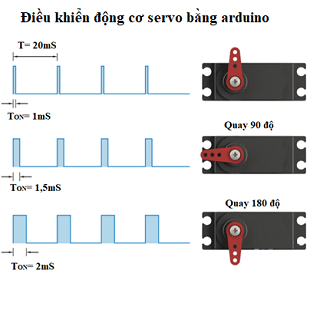 Điều khiển động cơ servo bằng arduino
T= 20mS
TON= 1mS
Quay 90 độ
TON= 1,5mS
Quay 180 độ
TON= 2mS